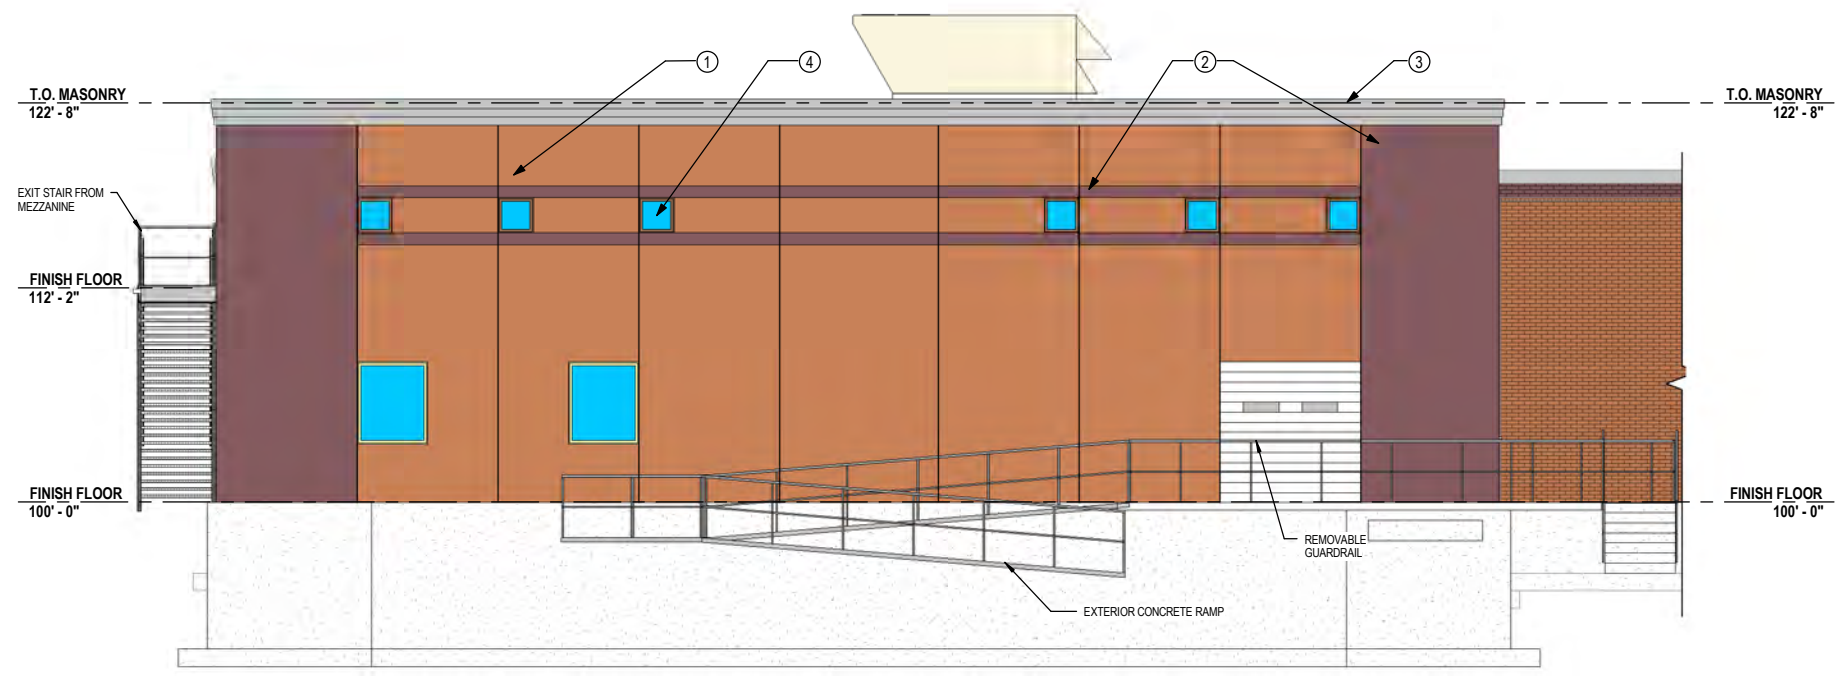 1
4
2
3
T.O. MASONRY
122' - 8"
T.O. MASONRY
122' - 8"
EXIT STAIR FROM
MEZZANINE
FINISH FLOOR
112' - 2"
FINISH FLOOR
100' - 0"
FINISH FLOOR
100' - 0"
REMOVABLE
GUARDRAIL
EXTERIOR CONCRETE RAMP